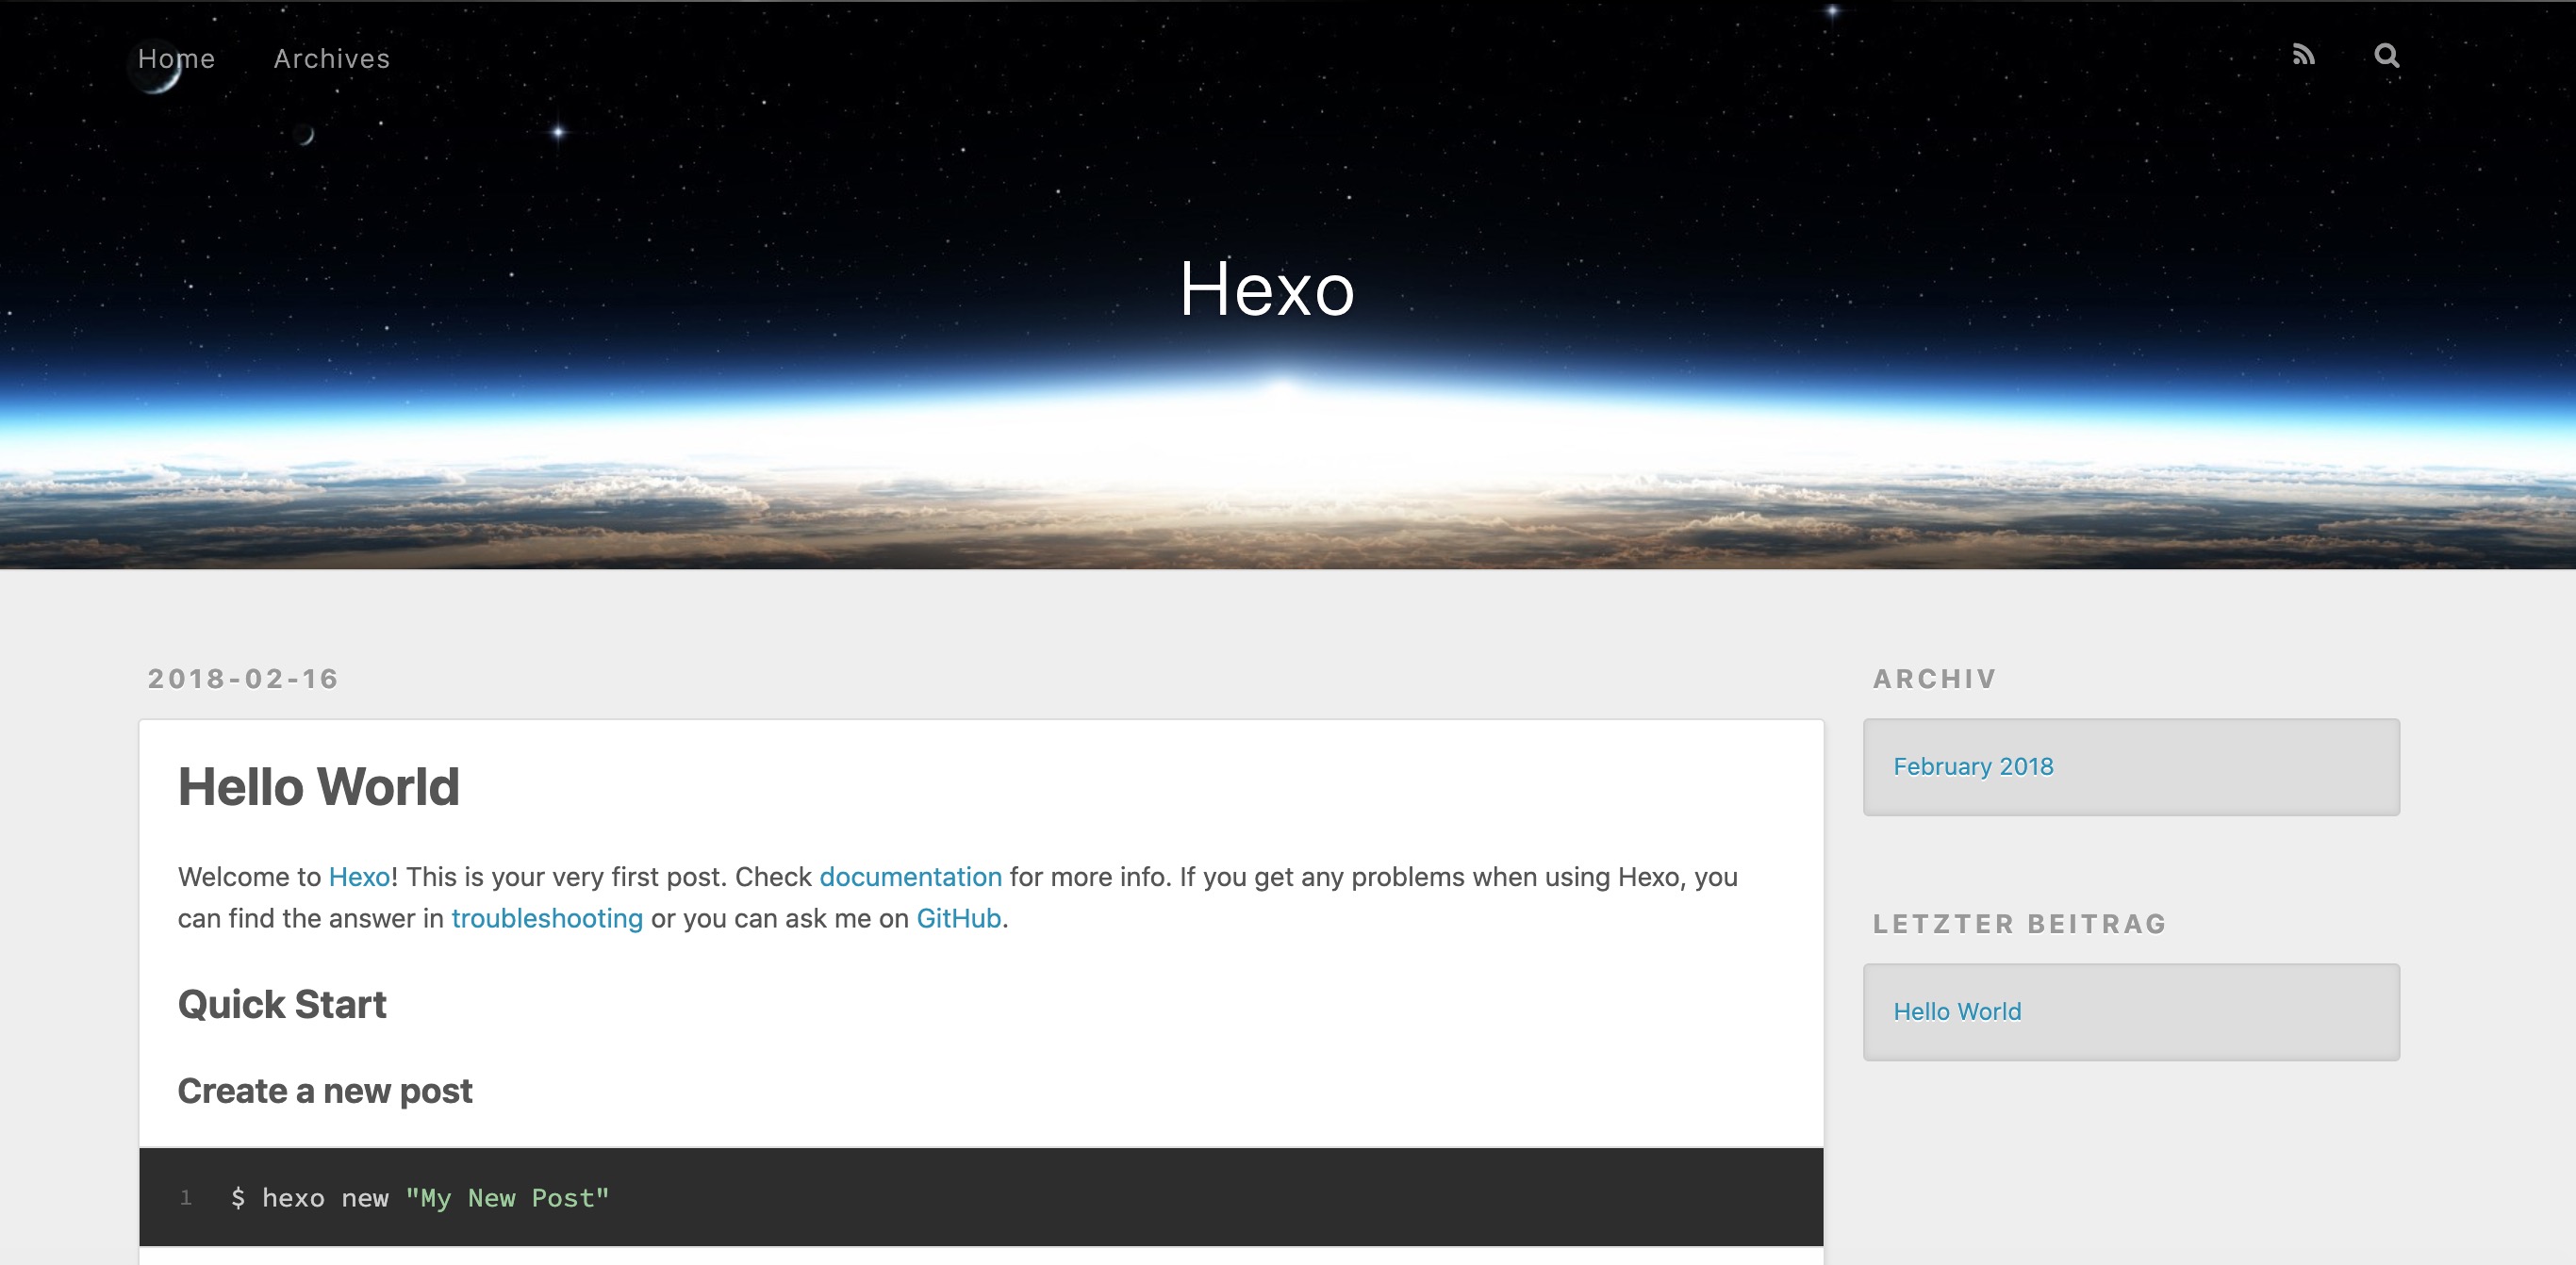 Home Archives
Hexo
2018-02-16
Hello World
Welcome to Hexo! This is your very first post. Check documentation for more info. If you get any problems when using Hexo, you
can find the answer in troubleshooting or you can ask me on GitHub.
Quick Start
Create a new post
1 $ hexo new "My New Post"
ARCHIV
February 2018
LETZTER BEITRAG
Hello World